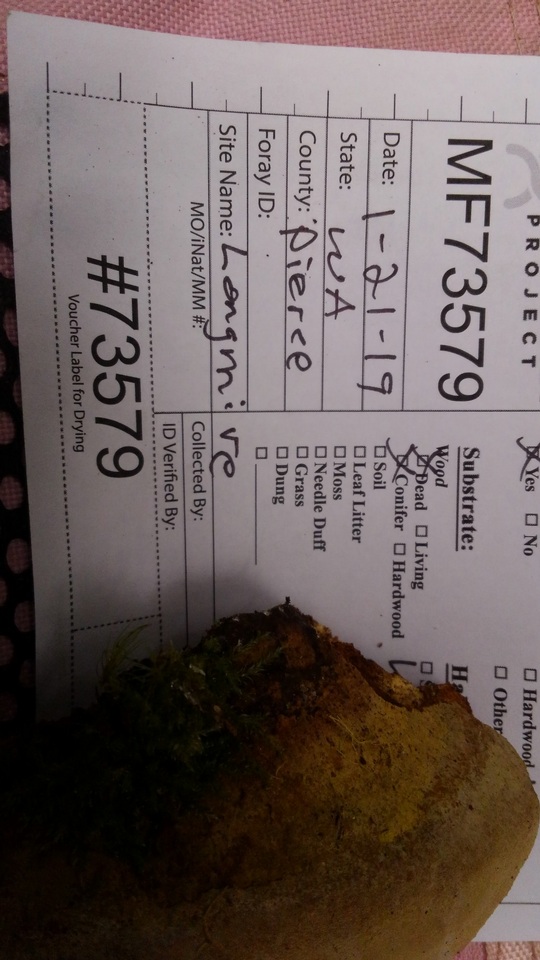 PROJECT
MF73579
Date: 1-21-19
State: WA
County: Pierce
Foray ID:
Site Name: Longmire
MO/iNat/MM #:
#73579
Voucher Label for Drying
Yes □ No
Substrate:
Wood
Dead □ Living
Conifer □ Hardwood
□ Soil
□ Leaf Litter
□ Moss
□ Needle Duff
□ Grass
□ Dung
□
Collected By:
ID Verified By:
□ Hardwood
□ Other
Ha